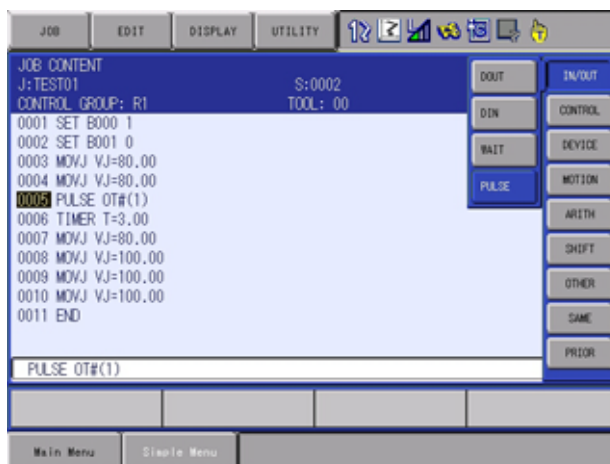 JOB EDIT DISPLAY UTILITY
JOB CONTENT
J:TEST01 S:0002
CONTROL GROUP: R1 TOOL: 00
0001 SET B000 1
0002 SET B001 0
0003 MOVJ VJ=80.00
0004 MOVJ VJ=80.00
0005 PULSE OT#(1)
0006 TIMER T=3.00
0007 MOVJ VJ=80.00
0008 MOVJ VJ=100.00
0009 MOVJ VJ=100.00
0010 MOVJ VJ=100.00
0011 END
PULSE OT#(1)
DOUT
DIN
WAIT
PULSE
IN/OUT
CONTROL
DEVICE
MOTION
ARITH
SHIFT
OTHER
SAME
PRIOR
Main Menu Simple Menu